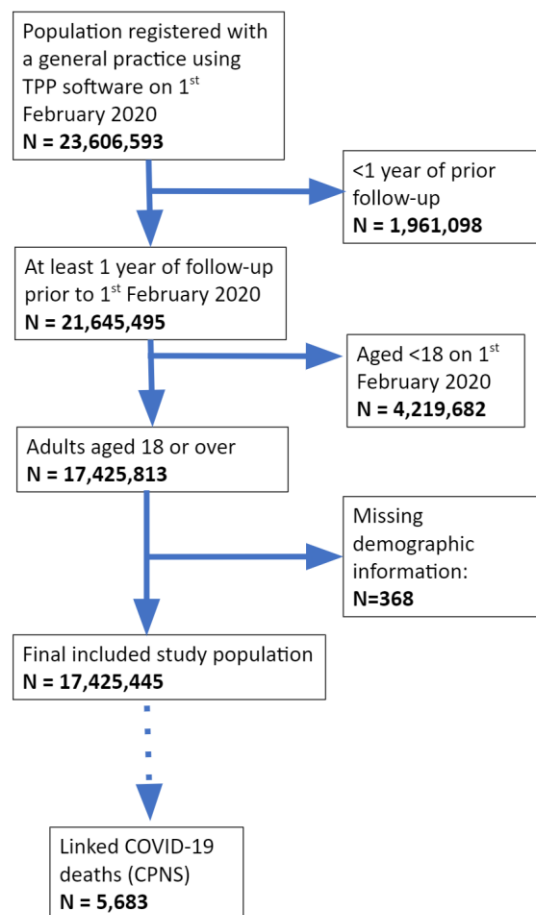 Population registered with
a general practice using
TPP software on 1st
February 2020
N = 23,606,593
<1 year of prior
follow-up
N = 1,961,098
At least 1 year of follow-up
prior to 1st February 2020
N = 21,645,495
Aged <18 on 1st
February 2020
N = 4,219,682
Adults aged 18 or over
N = 17,425,813
Missing
demographic
information:
N=368
Final included study population
N = 17,425,445
Linked COVID-19
deaths (CPNS)
N = 5,683